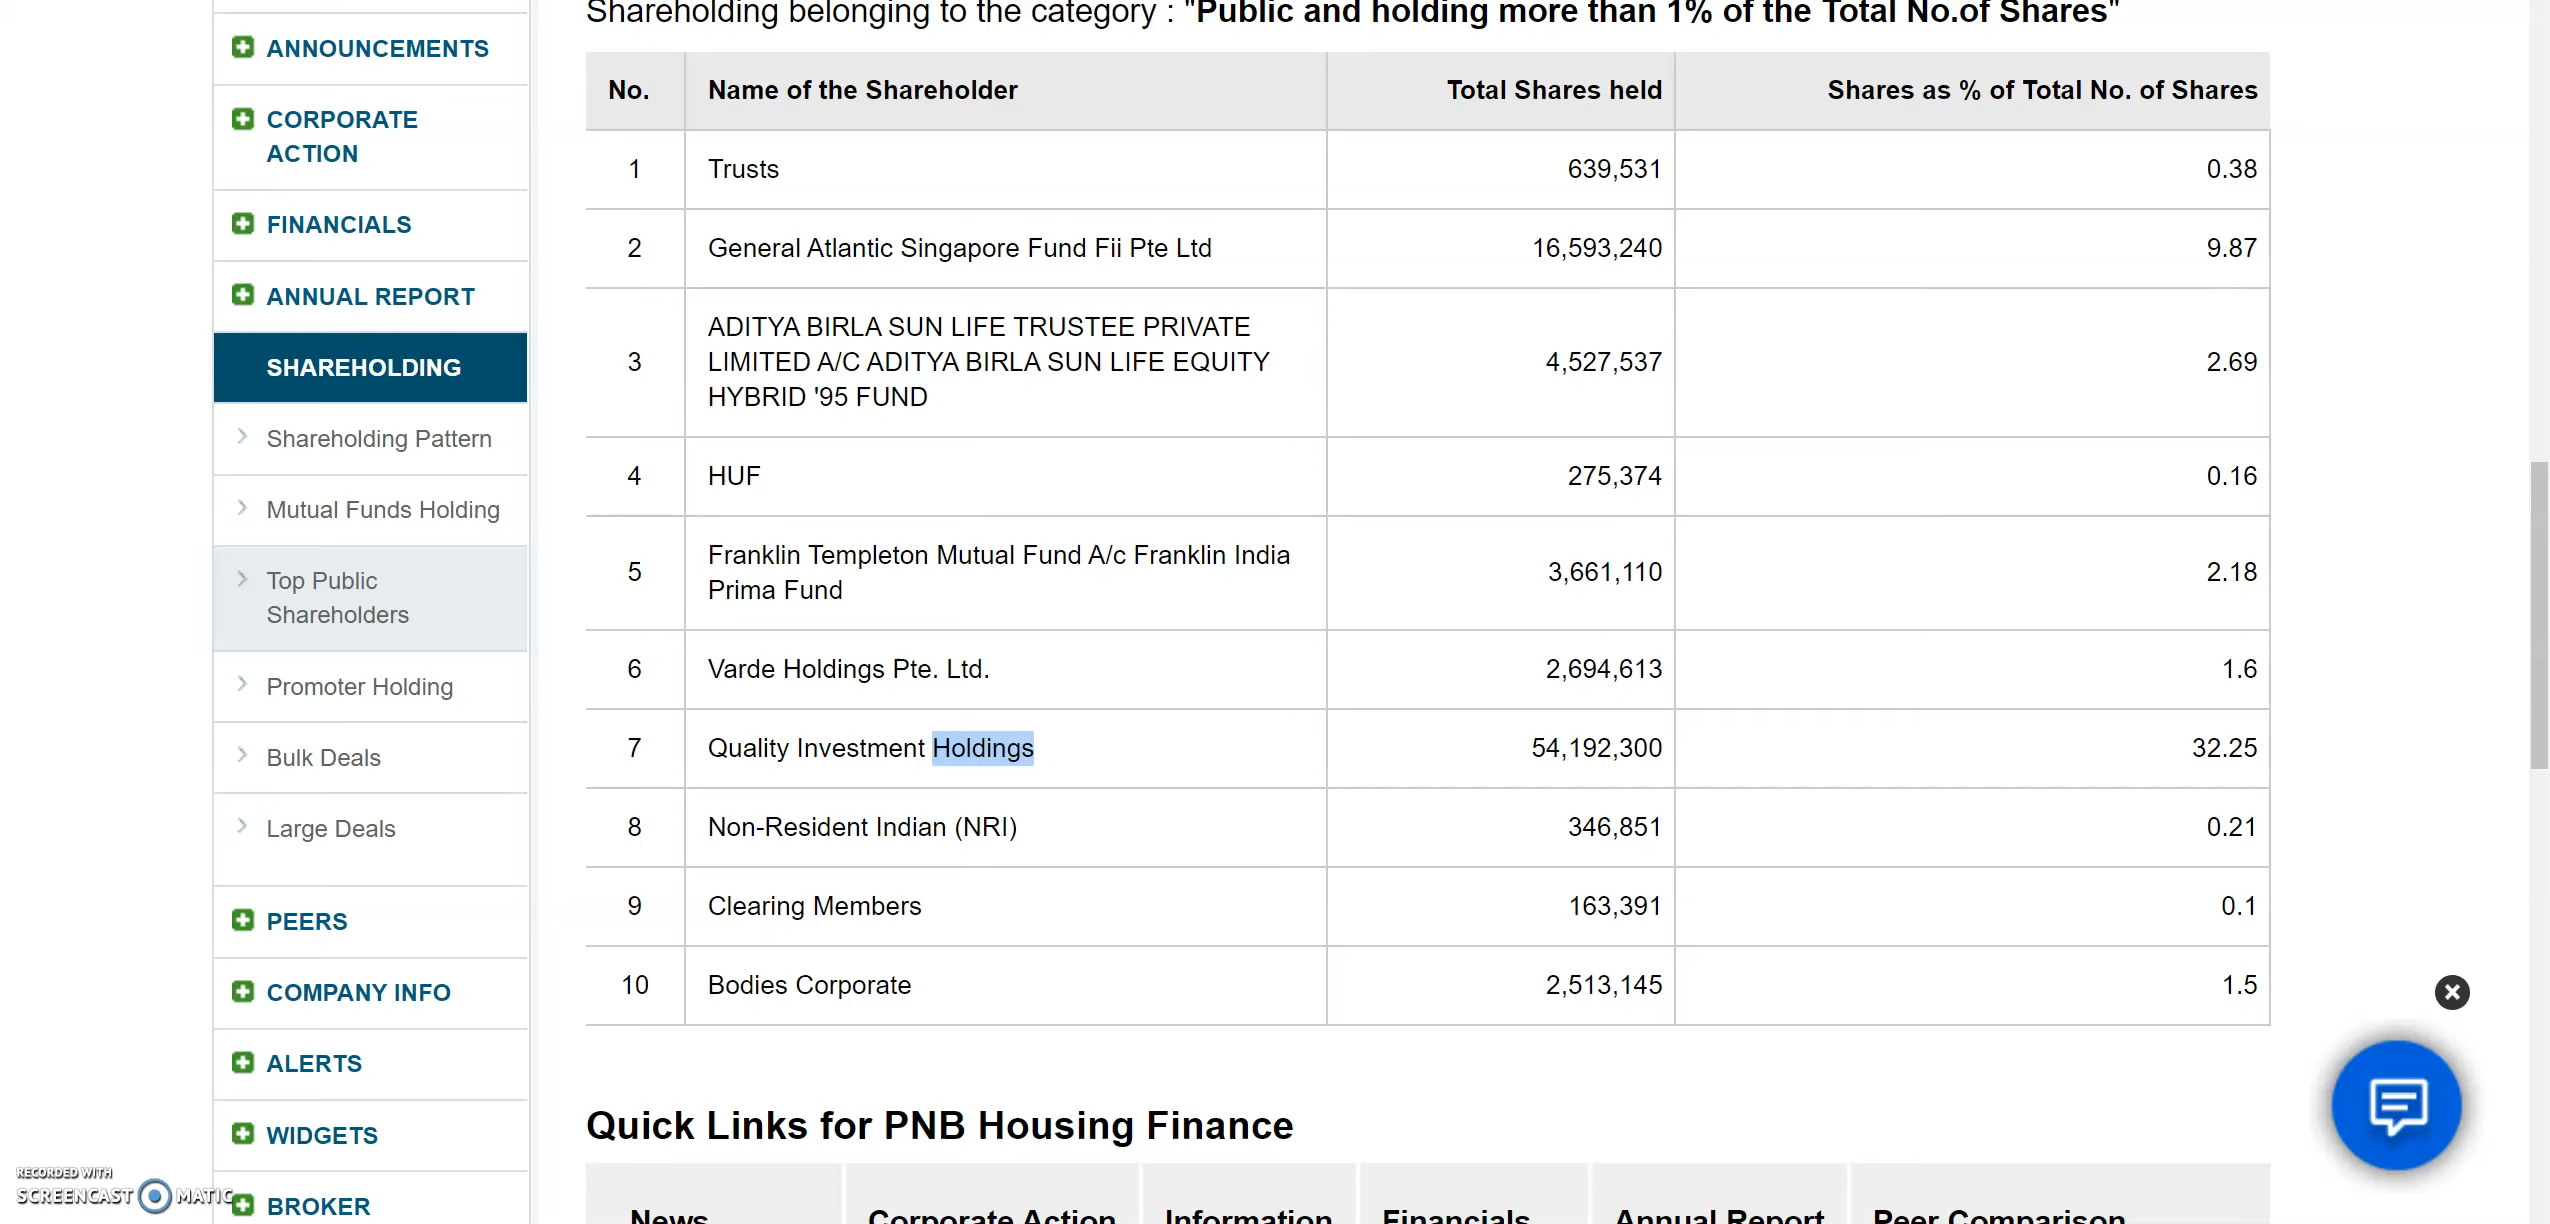 ANNOUNCEMENTS
CORPORATE
ACTION
FINANCIALS
ANNUAL REPORT
SHAREHOLDING
Shareholding Pattern
Mutual Funds Holding
Top Public
Shareholders
Promoter Holding
Bulk Deals
Large Deals
PEERS
COMPANY INFO
ALERTS
WIDGETS
BROKER
RECORDED WITH
SCREENCAST MATIC
Shareholding belonging to the category : "Public and holding more than 1% of the Total No.of Shares"
No. Name of the Shareholder Total Shares held Shares as % of Total No. of Shares
1 Trusts 639,531 0.38
2 General Atlantic Singapore Fund Fii Pte Ltd 16,593,240 9.87
ADITYA BIRLA SUN LIFE TRUSTEE PRIVATE
3 LIMITED A/C ADITYA BIRLA SUN LIFE EQUITY 4,527,537 2.69
HYBRID '95 FUND
4 HUF 275,374 0.16
5 Franklin Templeton Mutual Fund A/c Franklin India 3,661,110 2.18
Prima Fund
6 Varde Holdings Pte. Ltd. 2,694,613 1.6
7 Quality Investment Holdings 54,192,300 32.25
8 Non-Resident Indian (NRI) 346,851 0.21
9 Clearing Members 163,391 0.1
10 Bodies Corporate 2,513,145 1.5
Quick Links for PNB Housing Finance
News Corporate Action Information Financials Annual Report Peer Comparison